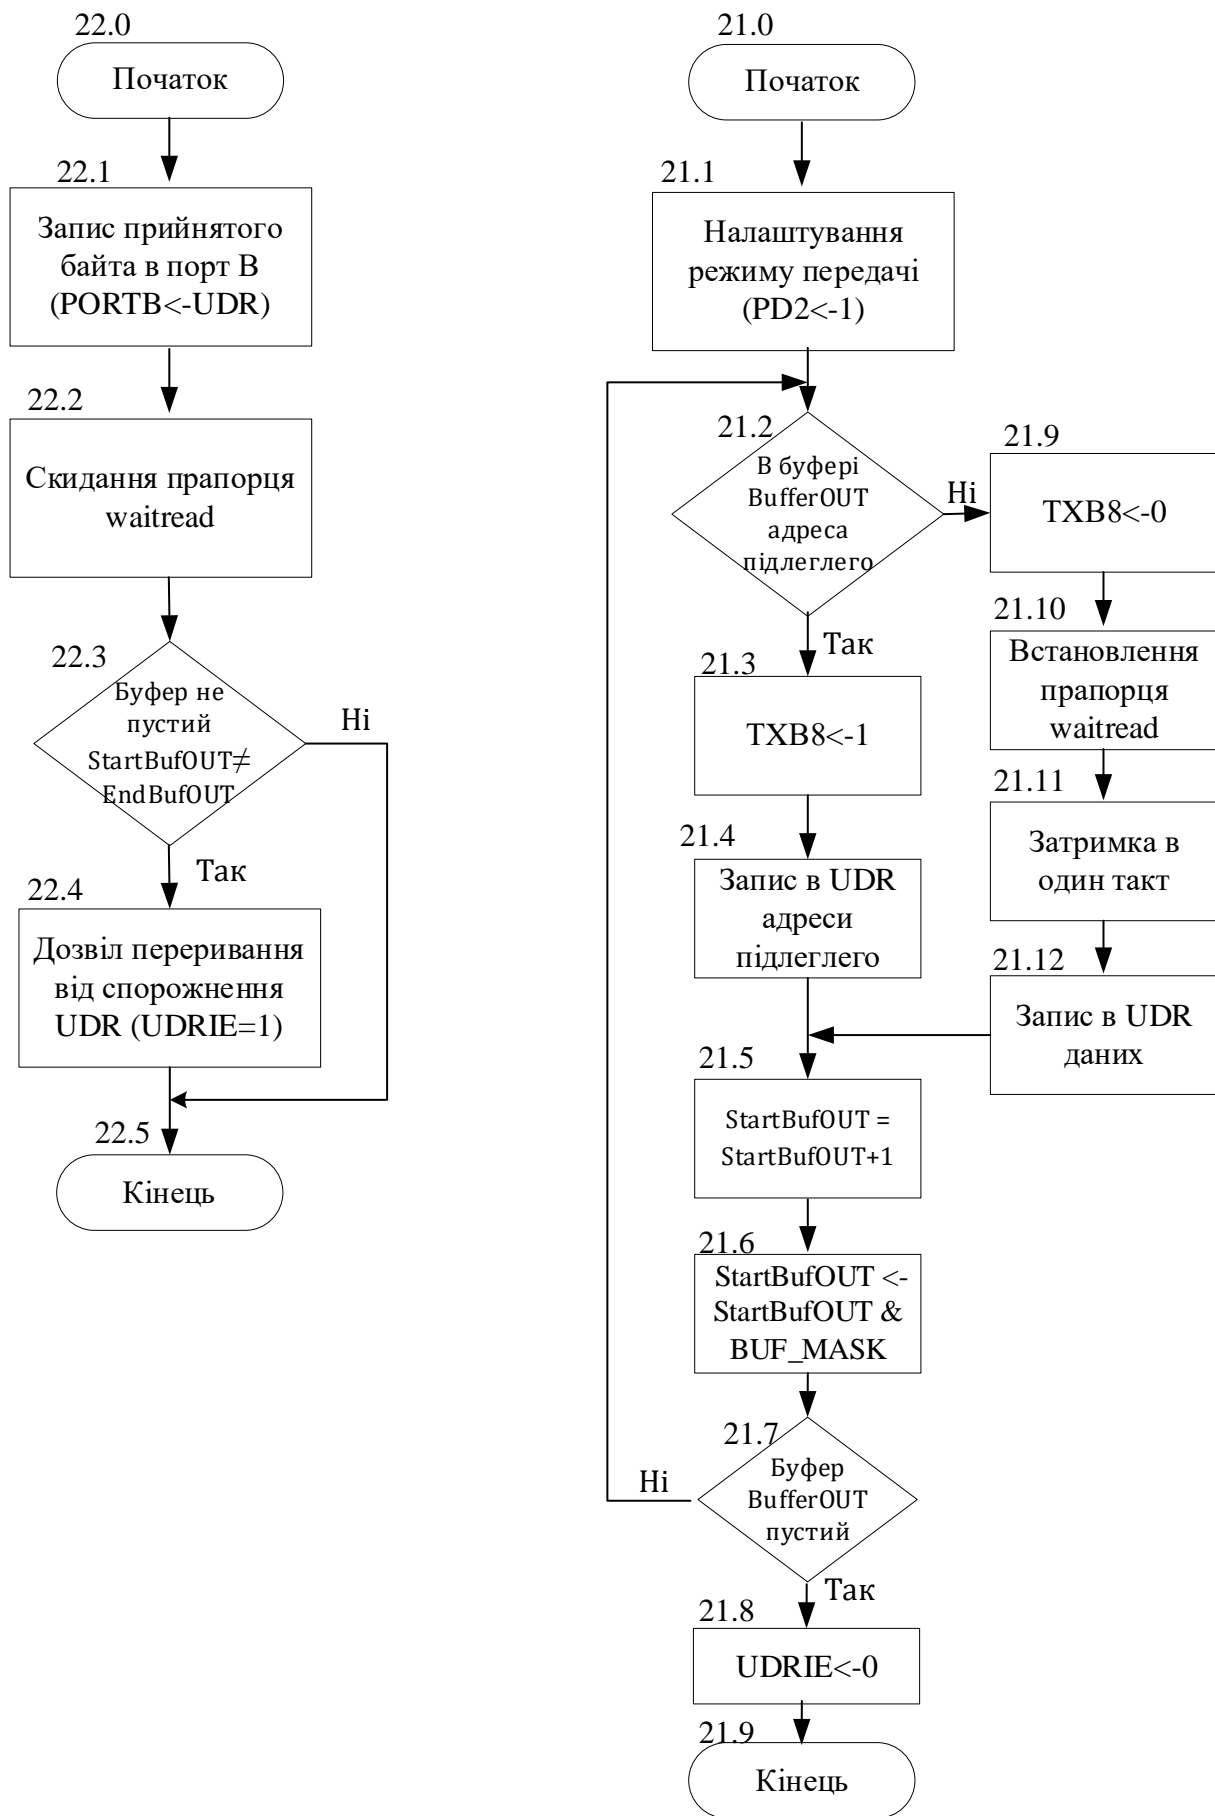 22.0
Початок
22.1
Запис прийнятого
байта в порт В
(PORTB<-UDR)
22.2
Скидання прапорця
waitread
22.3
Буфер не
пустий
StartBufOUT≠
EndBufOUT
Ні
Так
22.4
Дозвіл переривання
від спорожнення
UDR (UDRIE=1)
22.5
Кінець
21.0
Початок
21.1
Налаштування
режиму передачі
(PD2<-1)
21.2
В буфері
BufferOUT
адреса
підлеглего
Ні
Так
21.3
TXB8<-1
21.4
Запис в UDR
адреси
підлеглего
21.9
TXB8<-0
21.10
Встановлення
прапорця
waitread
21.11
Затримка в
один такт
21.12
Запис в UDR
даних
21.5
StartBufOUT =
StartBufOUT+1
21.6
StartBufOUT <-
StartBufOUT &
BUF_MASK
21.7
Буфер
BufferOUT
пустий
Ні
Так
21.8
UDRIE<-0
21.9
Кінець